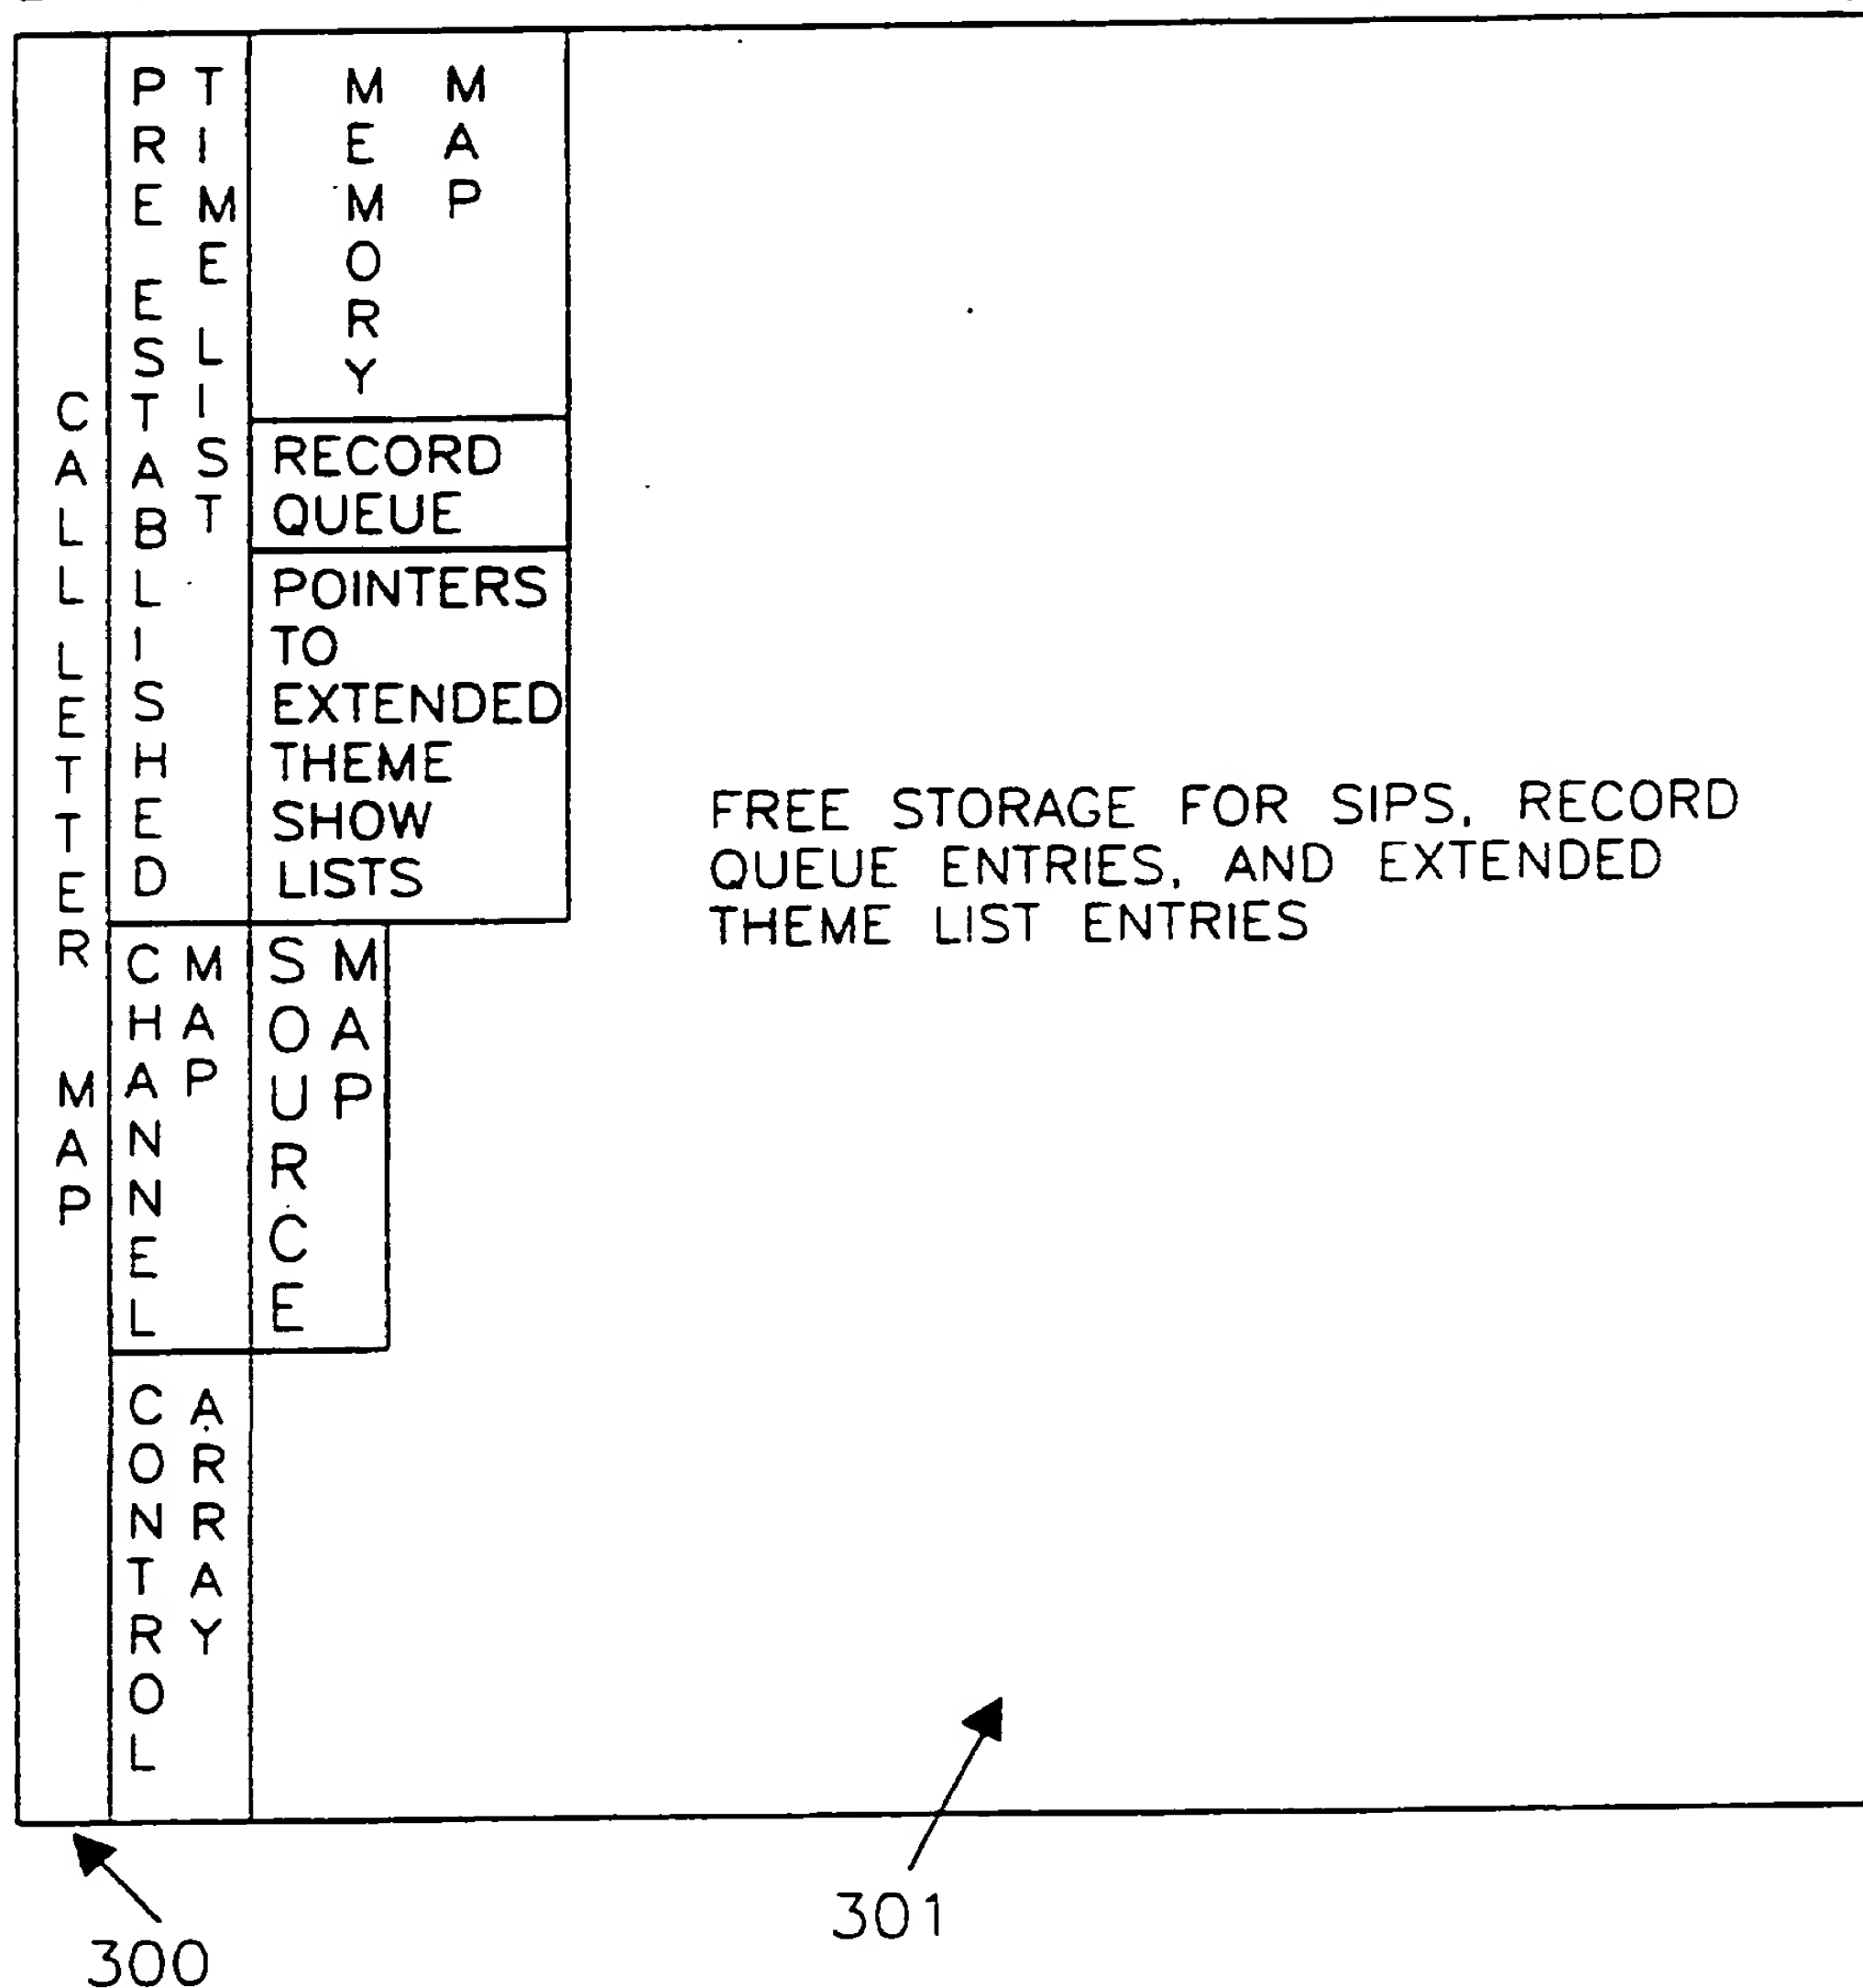 CALL LETTER MAP
PRE ESTABLISHED
TIME LIST
MEMORY
MAP
RECORD
QUEUE
POINTERS
TO
EXTENDED
THEME
SHOW
LISTS
CHANNEL
MAP
SOURCE
MAP
CONTROL
ARRAY
FREE STORAGE FOR SIPS, RECORD
QUEUE ENTRIES, AND EXTENDED
THEME LIST ENTRIES
300
301